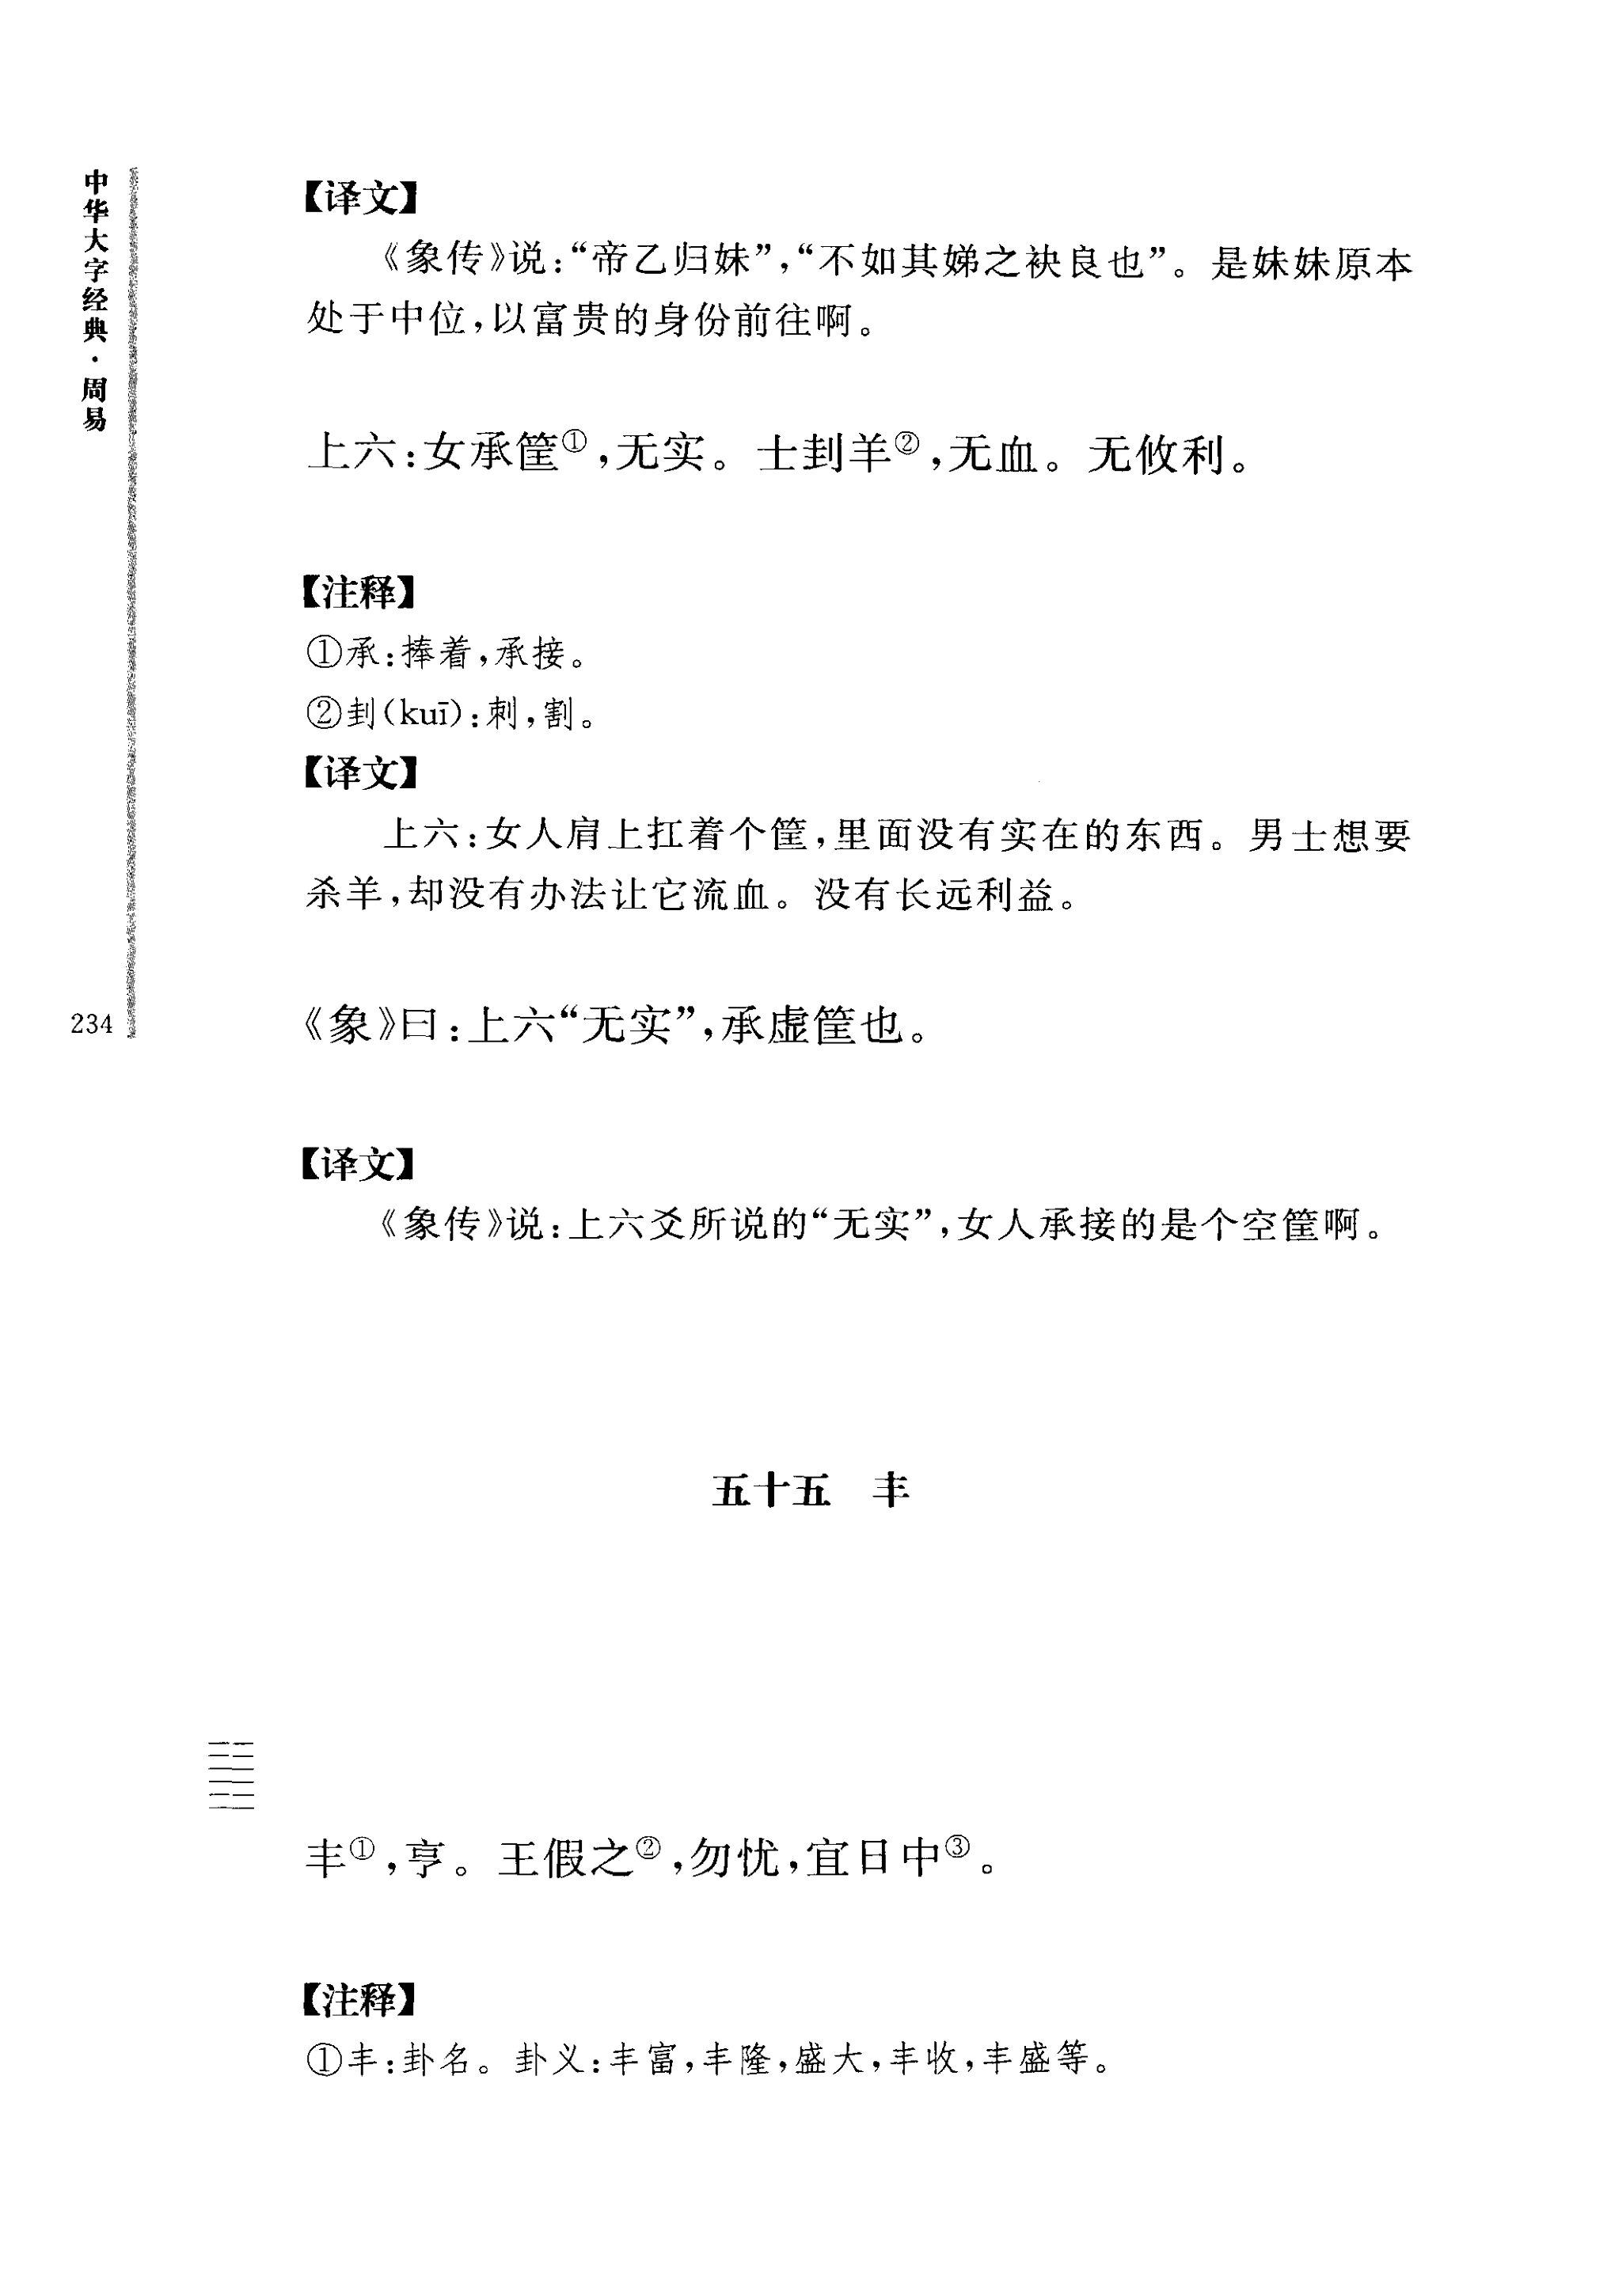 中华大字经典·周易
234
【译文】
《象传》说:“帝乙归妹”,“不如其娣之袂良也”。是妹妹原本
处于中位,以富贵的身份前往啊。
上六:女承筐①,无实。士刲羊②,无血。无攸利。
【注释】
①承:捧着,承接。
②刲(kuī):刺,割。
【译文】
上六:女人肩上扛着个筐,里面没有实在的东西。男士想要
杀羊,却没有办法让它流血。没有长远利益。
《象》曰:上六“无实”,承虚筐也。
【译文】
《象传》说:上六爻所说的“无实”,女人承接的是个空筐啊。
五十五 丰
丰①,亨。王假之②,勿忧,宜日中③。
【注释】
①丰:卦名。卦义:丰富,丰隆,盛大,丰收,丰盛等。